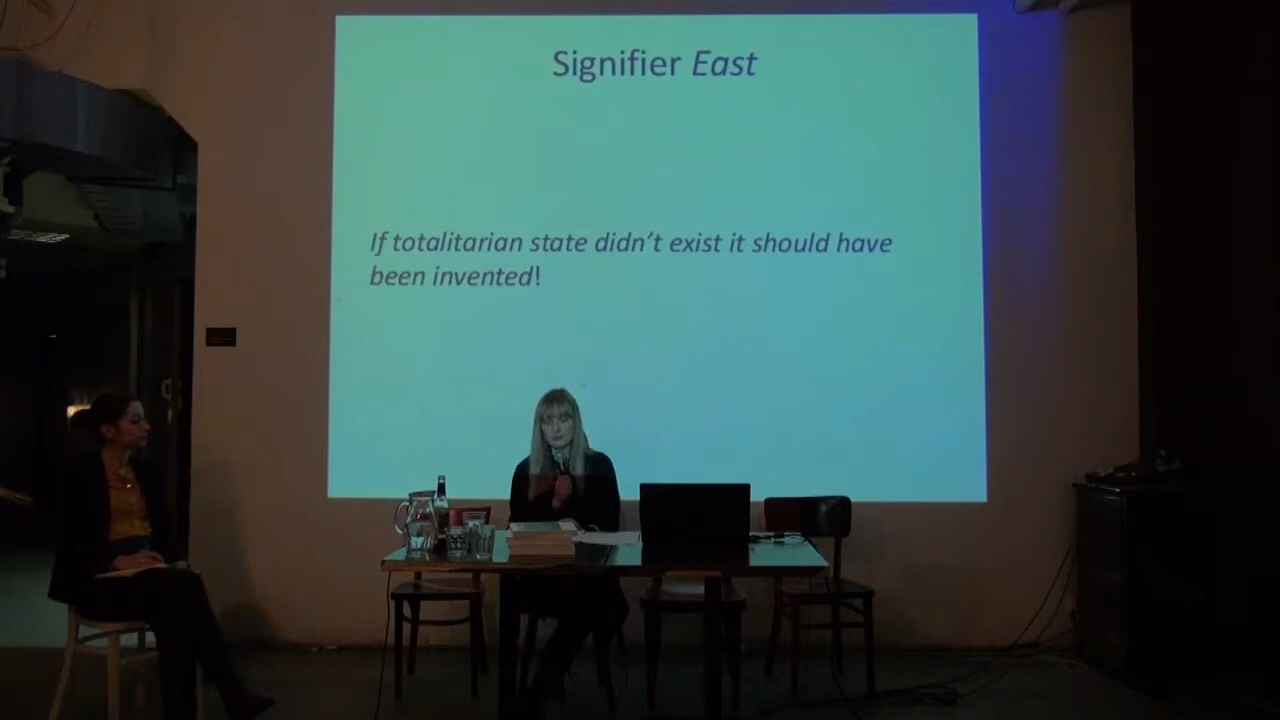 Signifier East
If totalitarian state didn’t exist it should have
been invented!